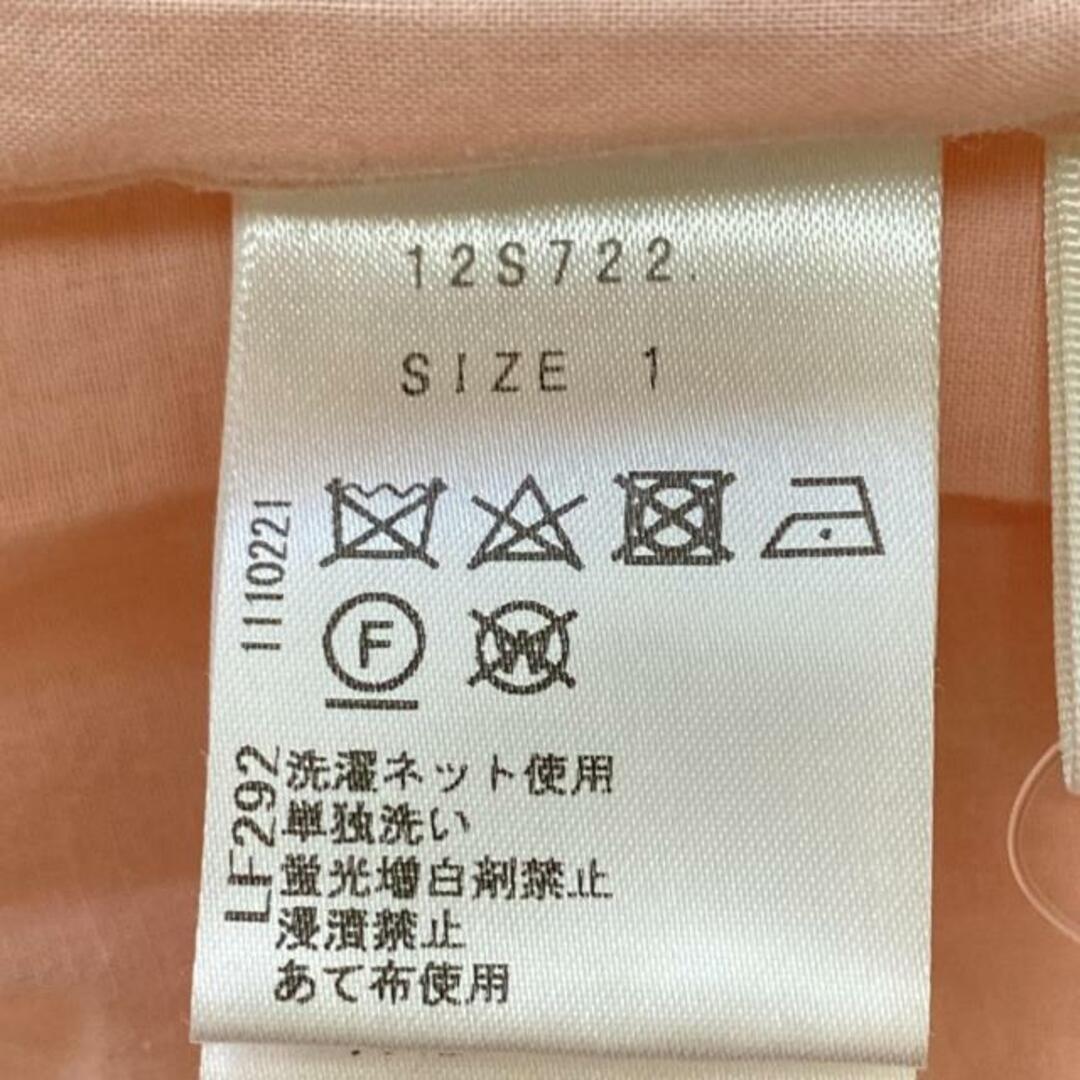 12S722.
SIZE 1
1110221
F
W
LF292
洗濯ネット使用
単独洗い
蛍光増白剤禁止
浸漬禁止
あて布使用